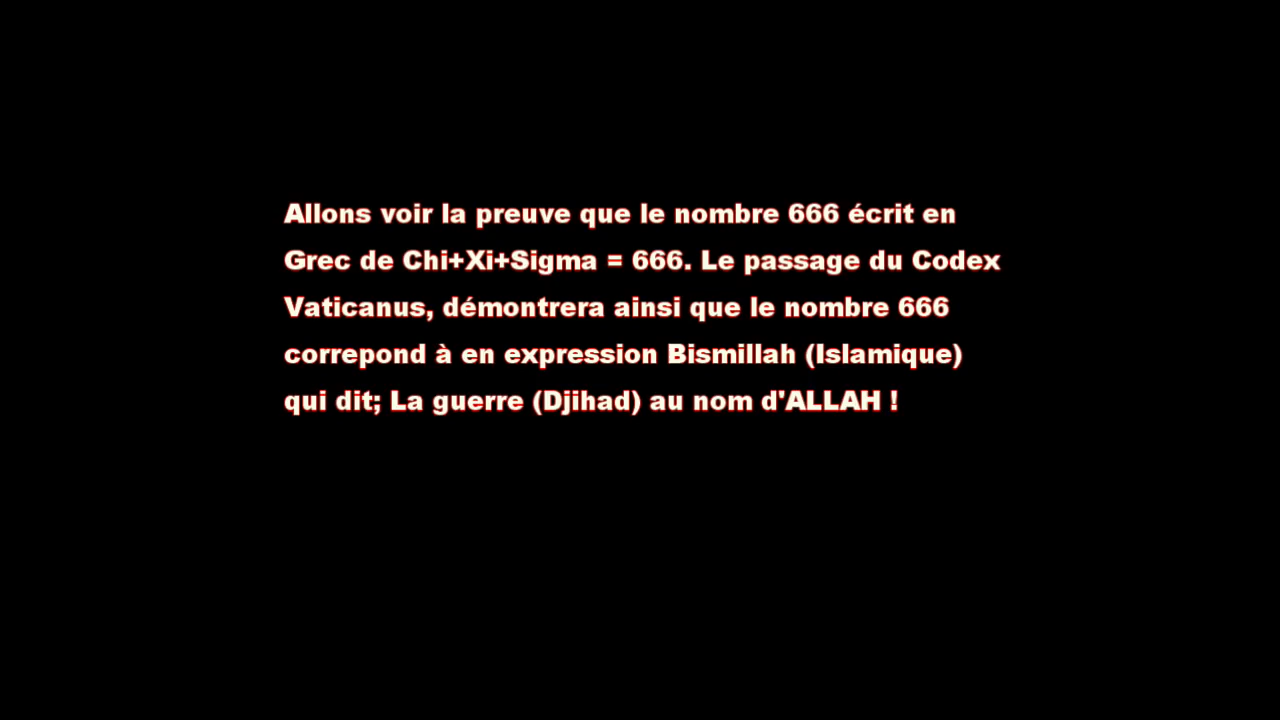 Allons voir la preuve que le nombre 666 écrit en
Grec de Chi+Xi+Sigma = 666. Le passage du Codex
Vaticanus, démontrera ainsi que le nombre 666
correpond à en expression Bismillah (Islamique)
qui dit; La guerre (Djihad) au nom d'ALLAH !